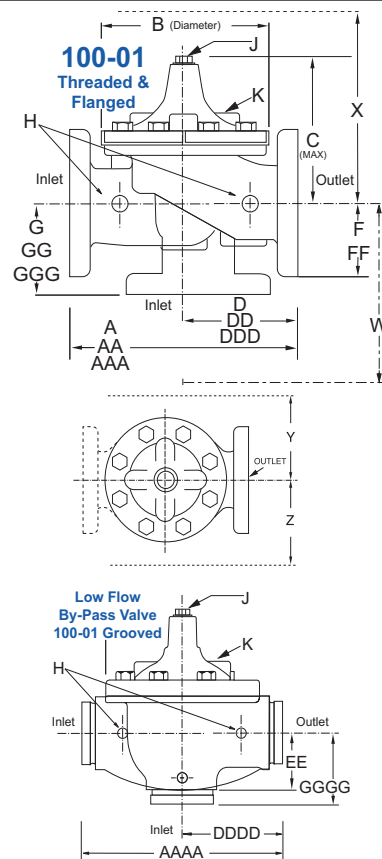 B (Diameter)
J
100-01
Threaded &
Flanged
K
X
C
(MAX)
H
Inlet
Outlet
G
GG
GGG
F
FF
Inlet
D
DD
DDD
A
AA
AAA
W
Y
OUTLET
Z
Low Flow
By-Pass Valve
100-01 Grooved
J
K
H
Inlet
Outlet
EE
GGGG
Inlet
DDDD
AAAA